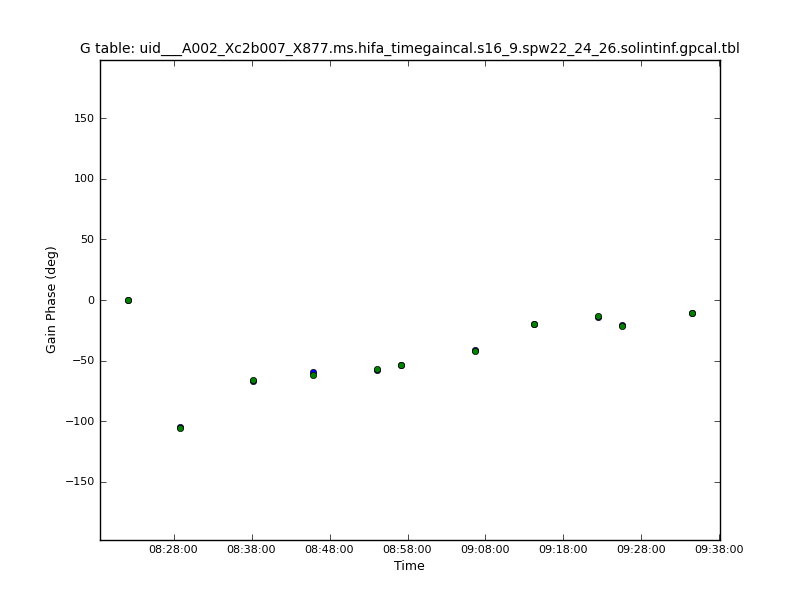 G table: uid___A002_Xc2b007_X877.ms.hifa_timegaincal.s16_9.spw22_24_26.solintinf.gpcal.tbl
150
100
50
0
−50
−100
−150
Gain Phase (deg)
08:28:00 08:38:00 08:48:00 08:58:00 09:08:00 09:18:00 09:28:00 09:38:00
Time